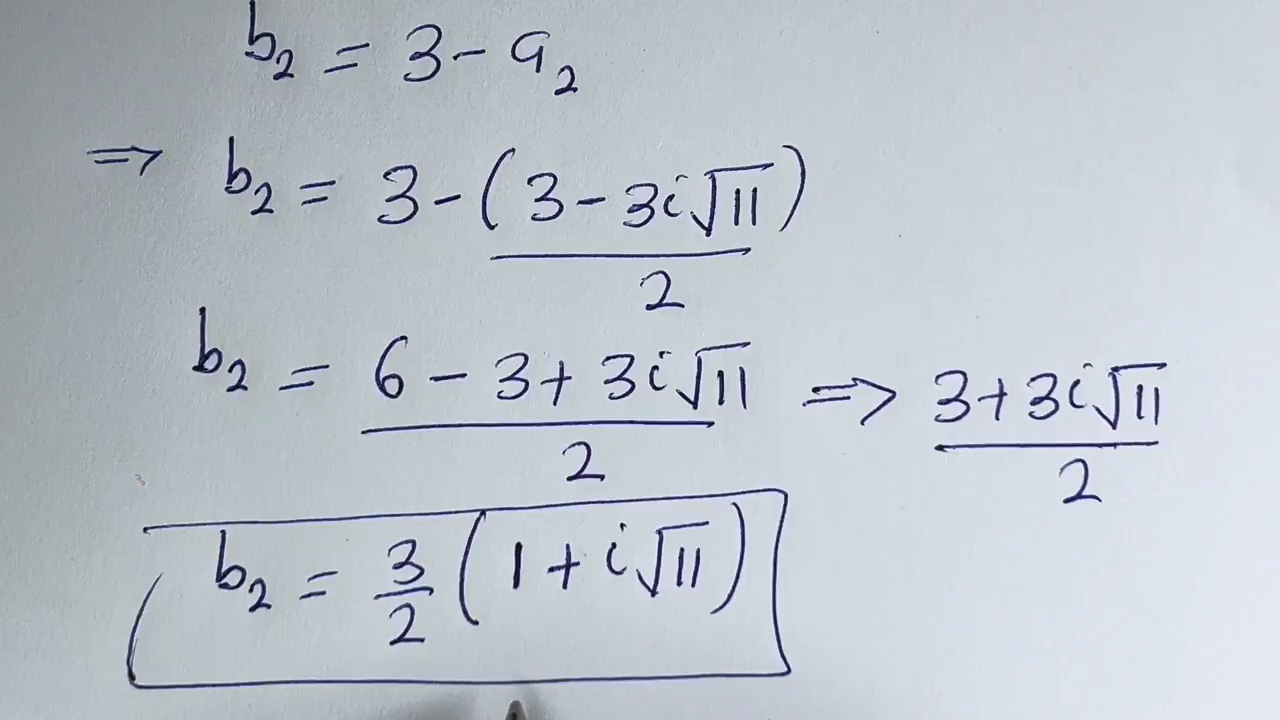 b₂ = 3 - a₂
⇒ b₂ = 3 - (3 - 3i√11)/2
b₂ = (6 - 3 + 3i√11)/2 ⇒ (3 + 3i√11)/2
b₂ = 3/2 (1 + i√11)